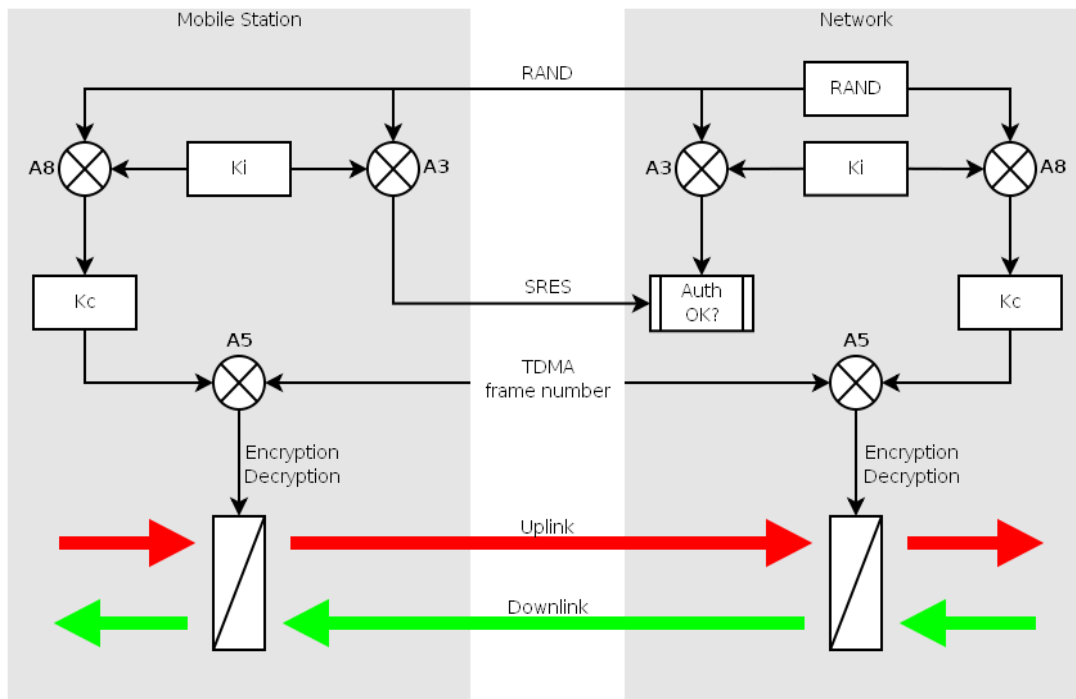 Mobile Station
Network
RAND
RAND
A8
Ki
A3
A3
Ki
A8
Kc
SRES
Auth
OK?
Kc
A5
TDMA
frame number
A5
Encryption
Decryption
Encryption
Decryption
Uplink
Downlink